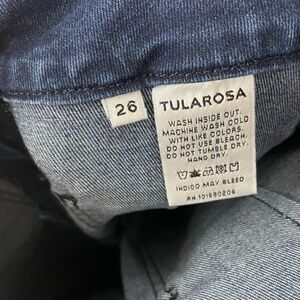 26
TULAROSA
WASH INSIDE OUT.
MACHINE WASH COLD
WITH LIKE COLORS.
DO NOT USE BLEACH.
DO NOT TUMBLE DRY.
HANG DRY.
INDIGO MAY BLEED
RN 101690206